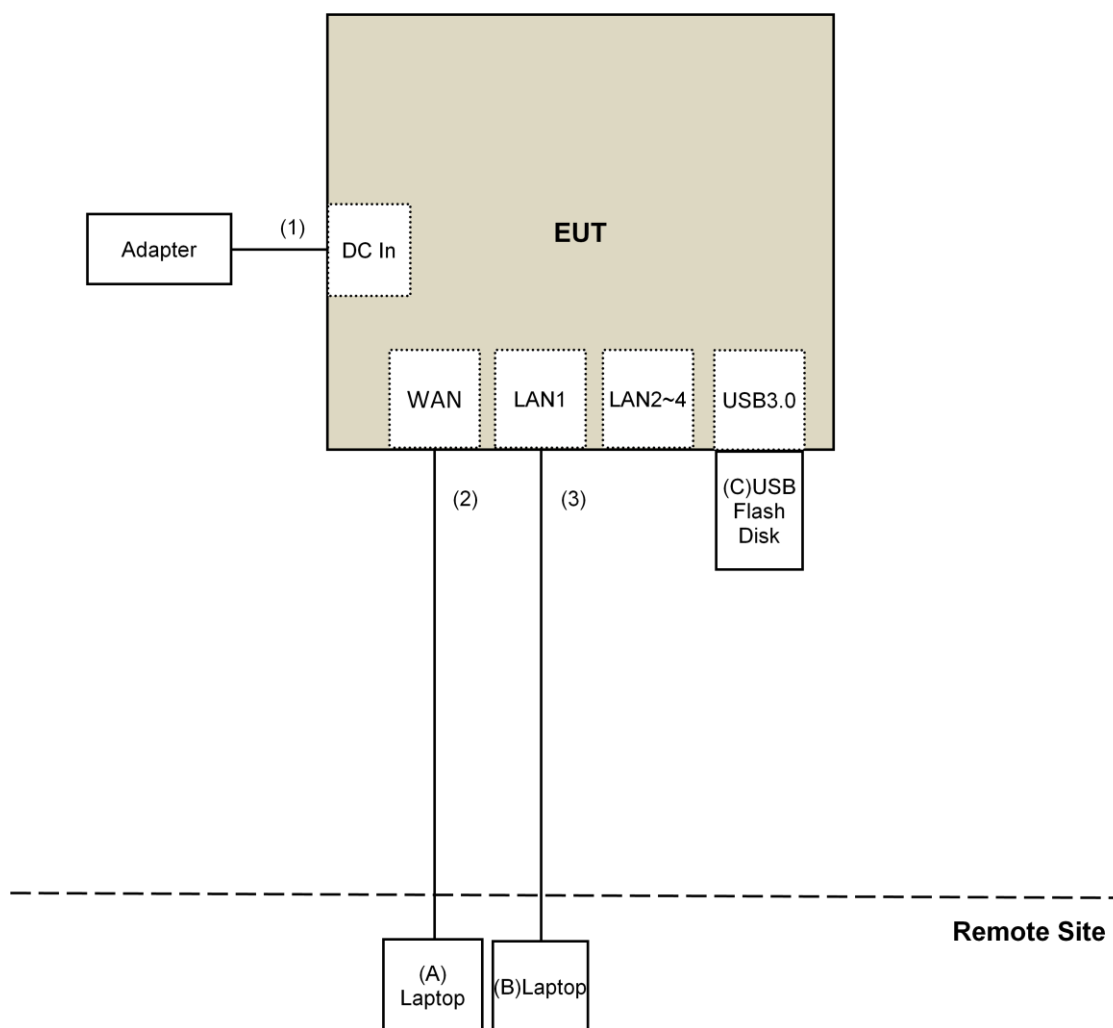 EUT
(1)
Adapter
DC In
WAN
LAN1
LAN2~4
USB3.0
(2)
(3)
(C)USB
Flash
Disk
Remote Site
(A)
Laptop
(B)Laptop